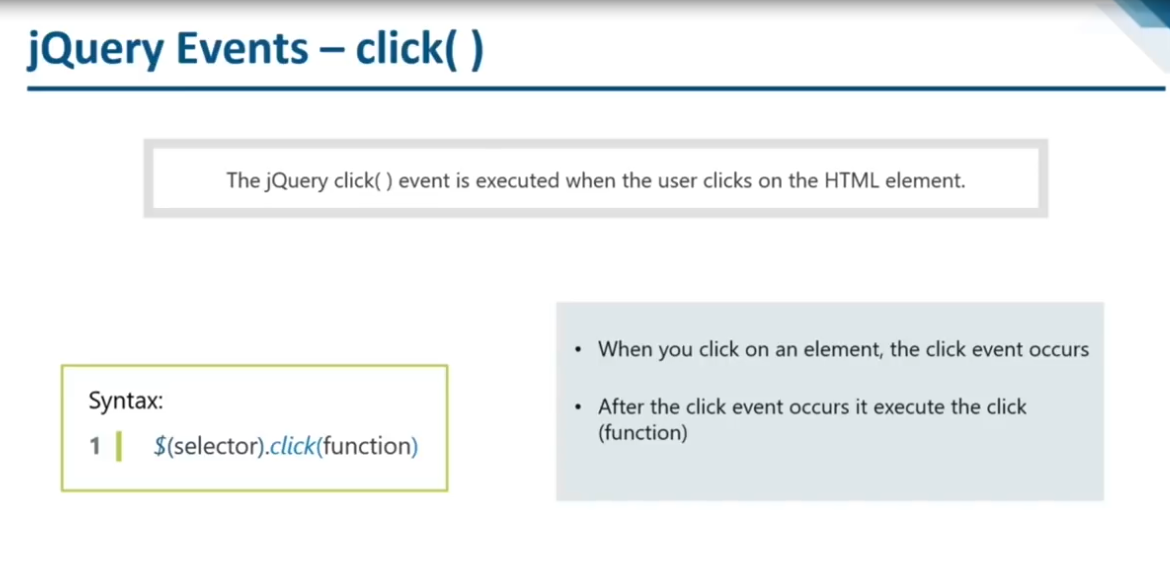 jQuery Events – click( )
The jQuery click( ) event is executed when the user clicks on the HTML element.
Syntax:
1 $(selector).click(function)
• When you click on an element, the click event occurs
• After the click event occurs it execute the click
(function)